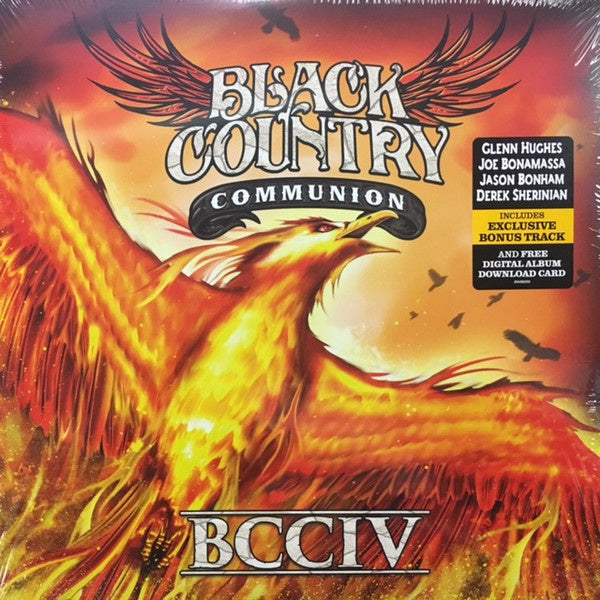 BLACK
COUNTRY
COMMUNION
GLENN HUGHES
JOE BONAMASSA
JASON BONHAM
DEREK SHERINIAN
INCLUDES
EXCLUSIVE
BONUS TRACK
AND FREE
DIGITAL ALBUM
DOWNLOAD CARD
BCCIV